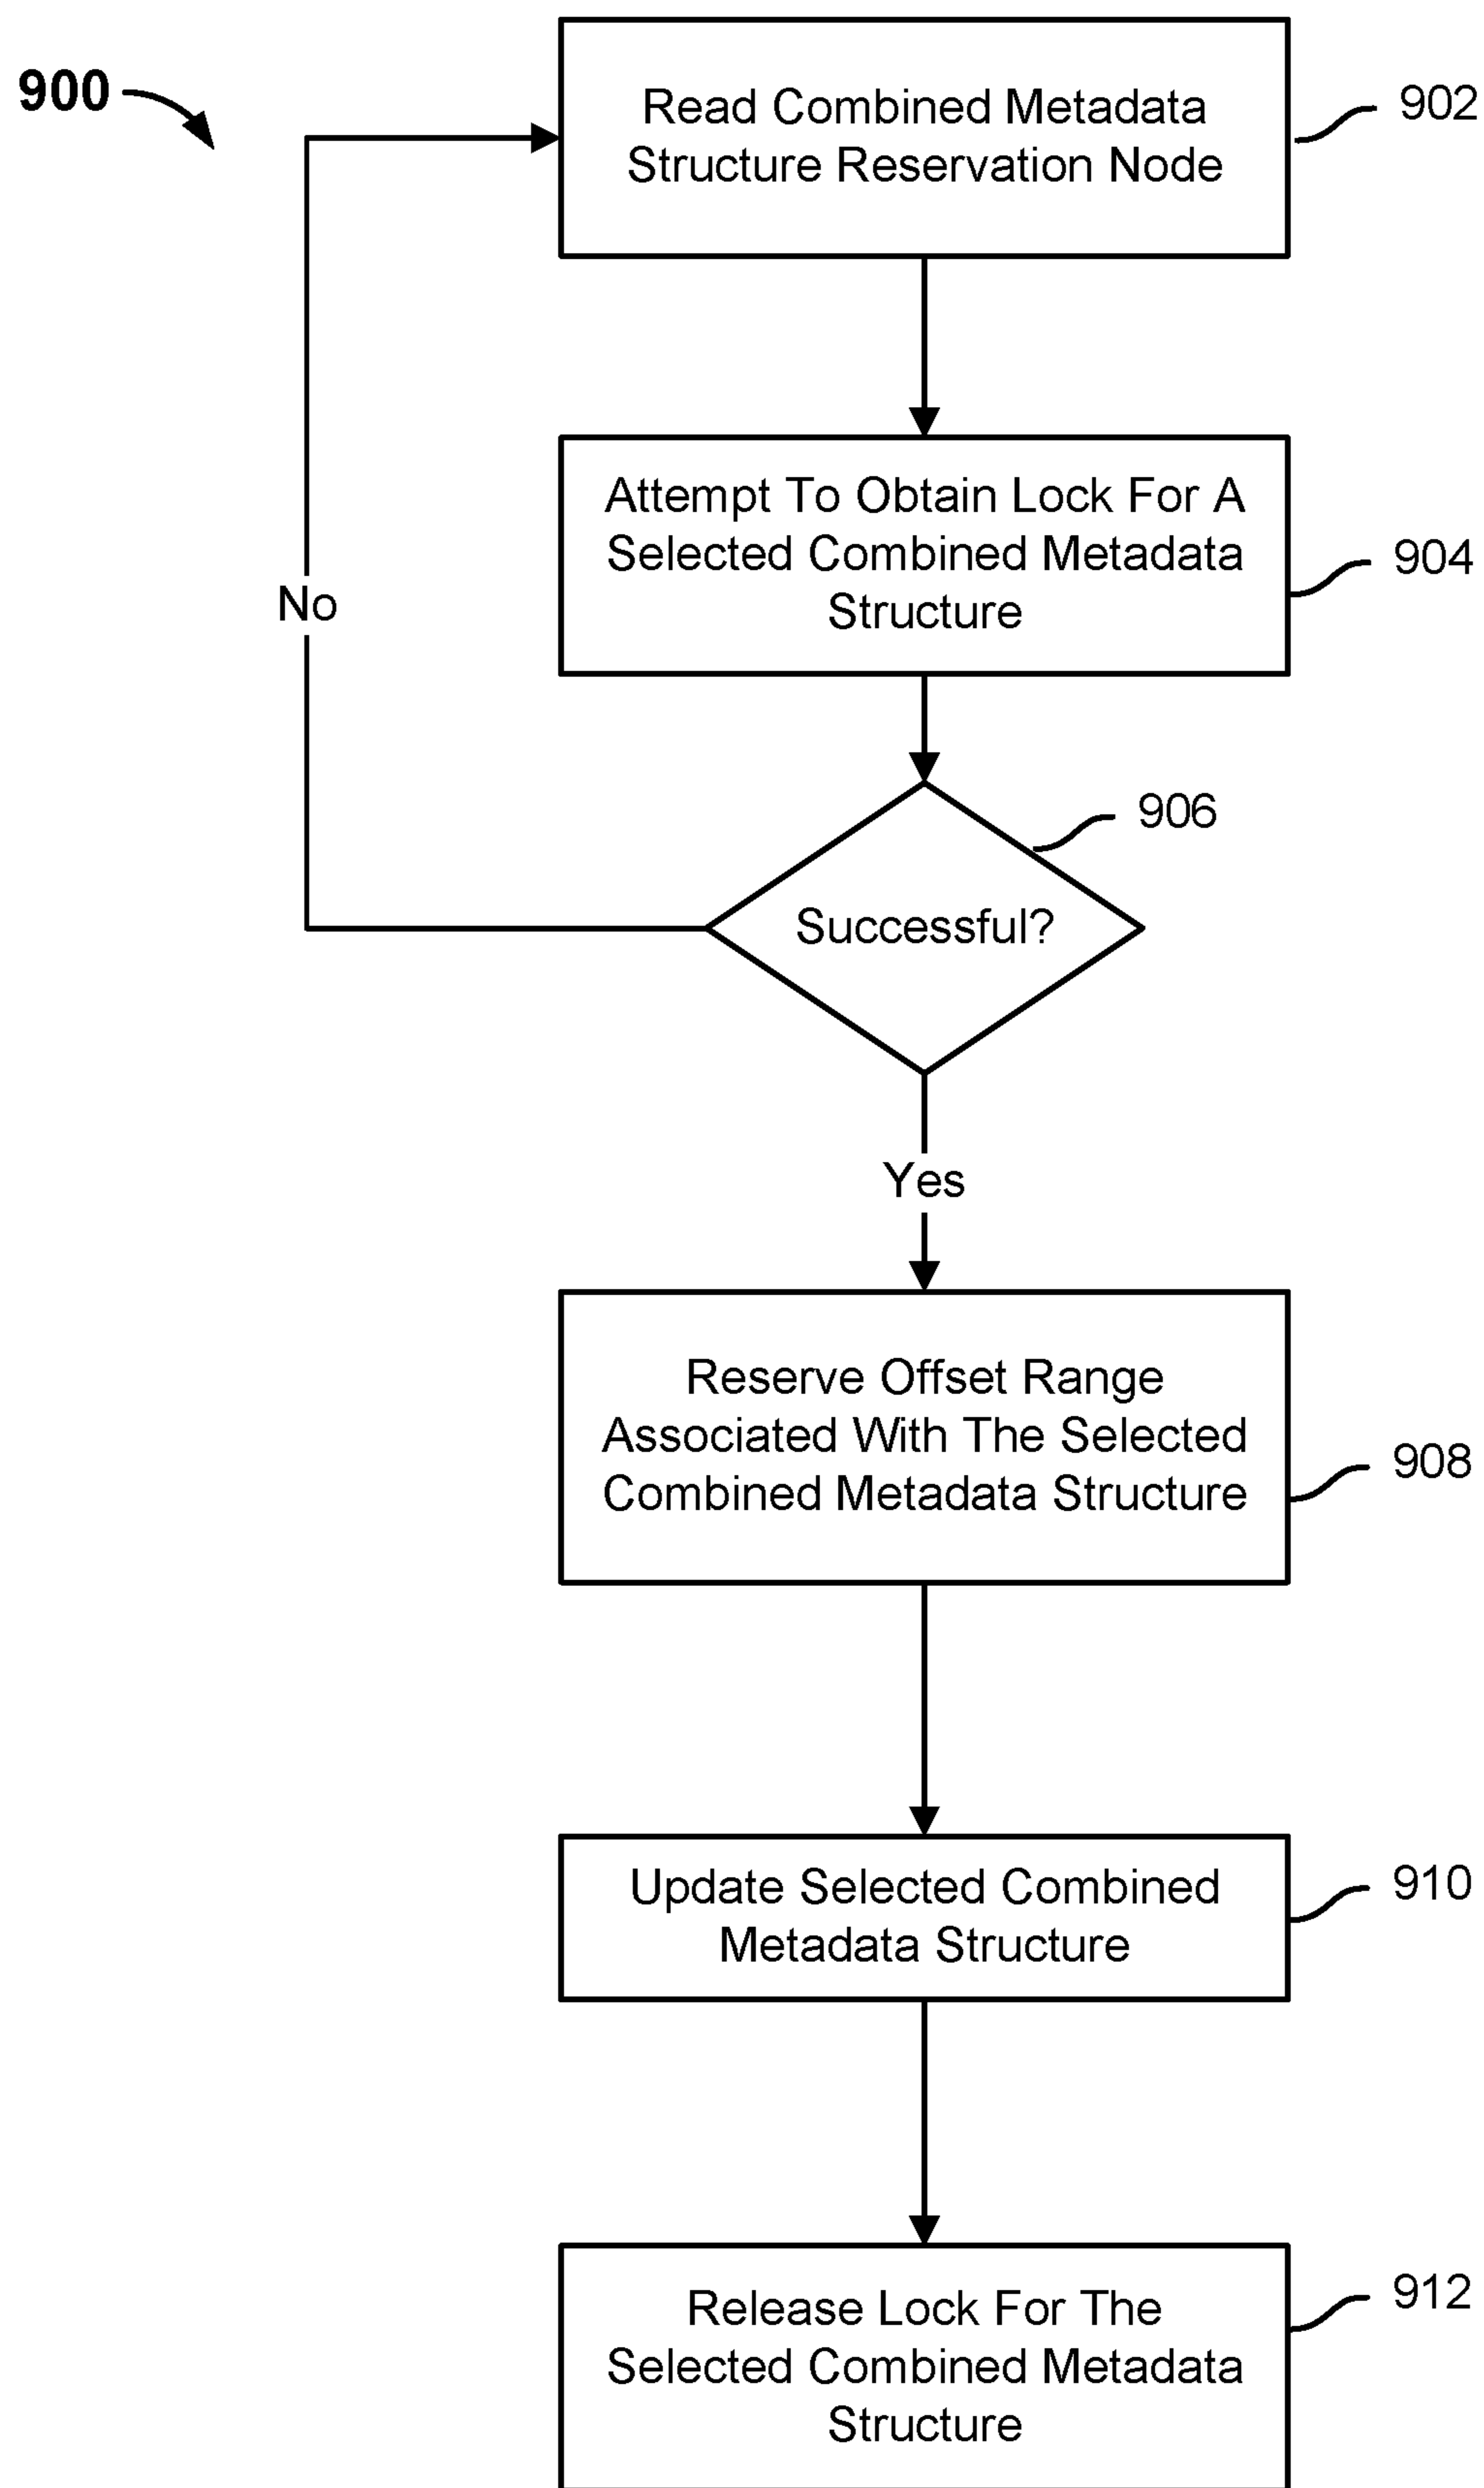 900
Read Combined Metadata
Structure Reservation Node
902
Attempt To Obtain Lock For A
Selected Combined Metadata
Structure
904
No
906
Successful?
Yes
Reserve Offset Range
Associated With The Selected
Combined Metadata Structure
908
Update Selected Combined
Metadata Structure
910
Release Lock For The
Selected Combined Metadata
Structure
912